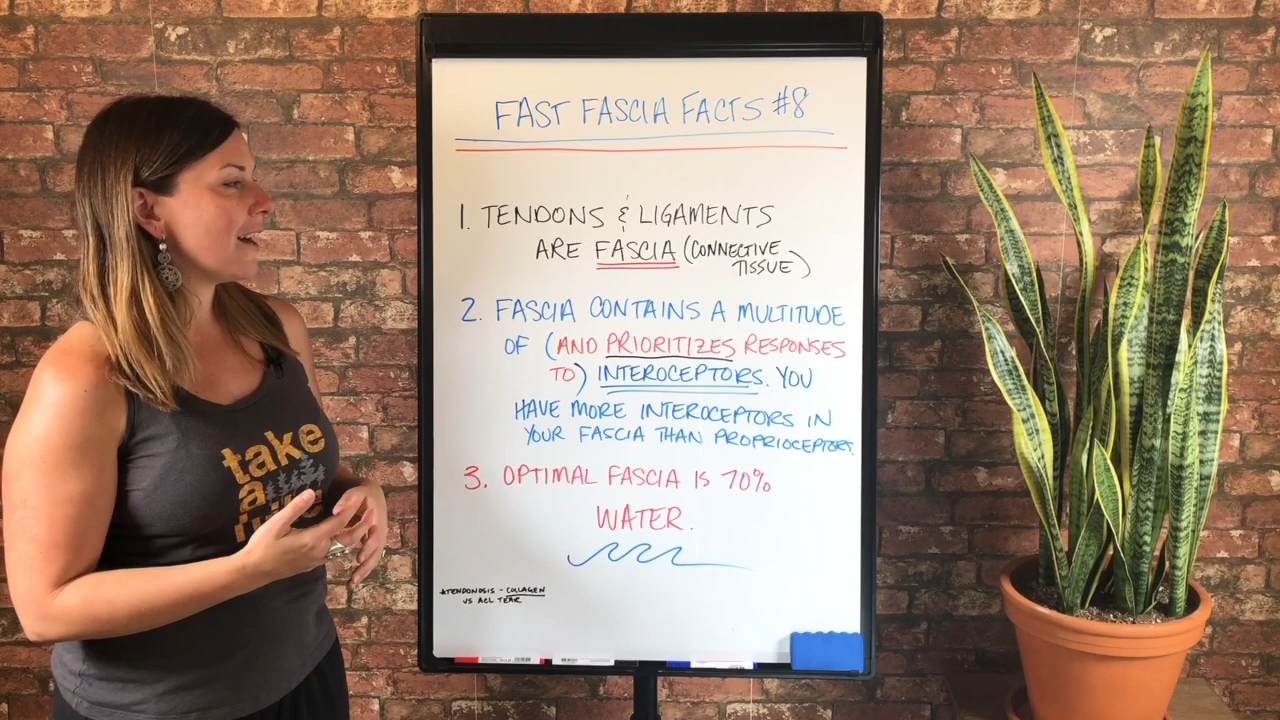 FAST FASCIA FACTS #8
1. TENDONS & LIGAMENTS
ARE FASCIA (CONNECTIVE
TISSUE)
2. FASCIA CONTAINS A MULTITUDE
OF (AND PRIORITIZES RESPONSES
TO) INTEROCEPTORS. YOU
HAVE MORE INTEROCEPTORS IN
YOUR FASCIA THAN PROPRIOCEPTORS.
3. OPTIMAL FASCIA IS 70%
WATER.
*TENDONOSIS - COLLAGEN
VS ACL TEAR
take
a